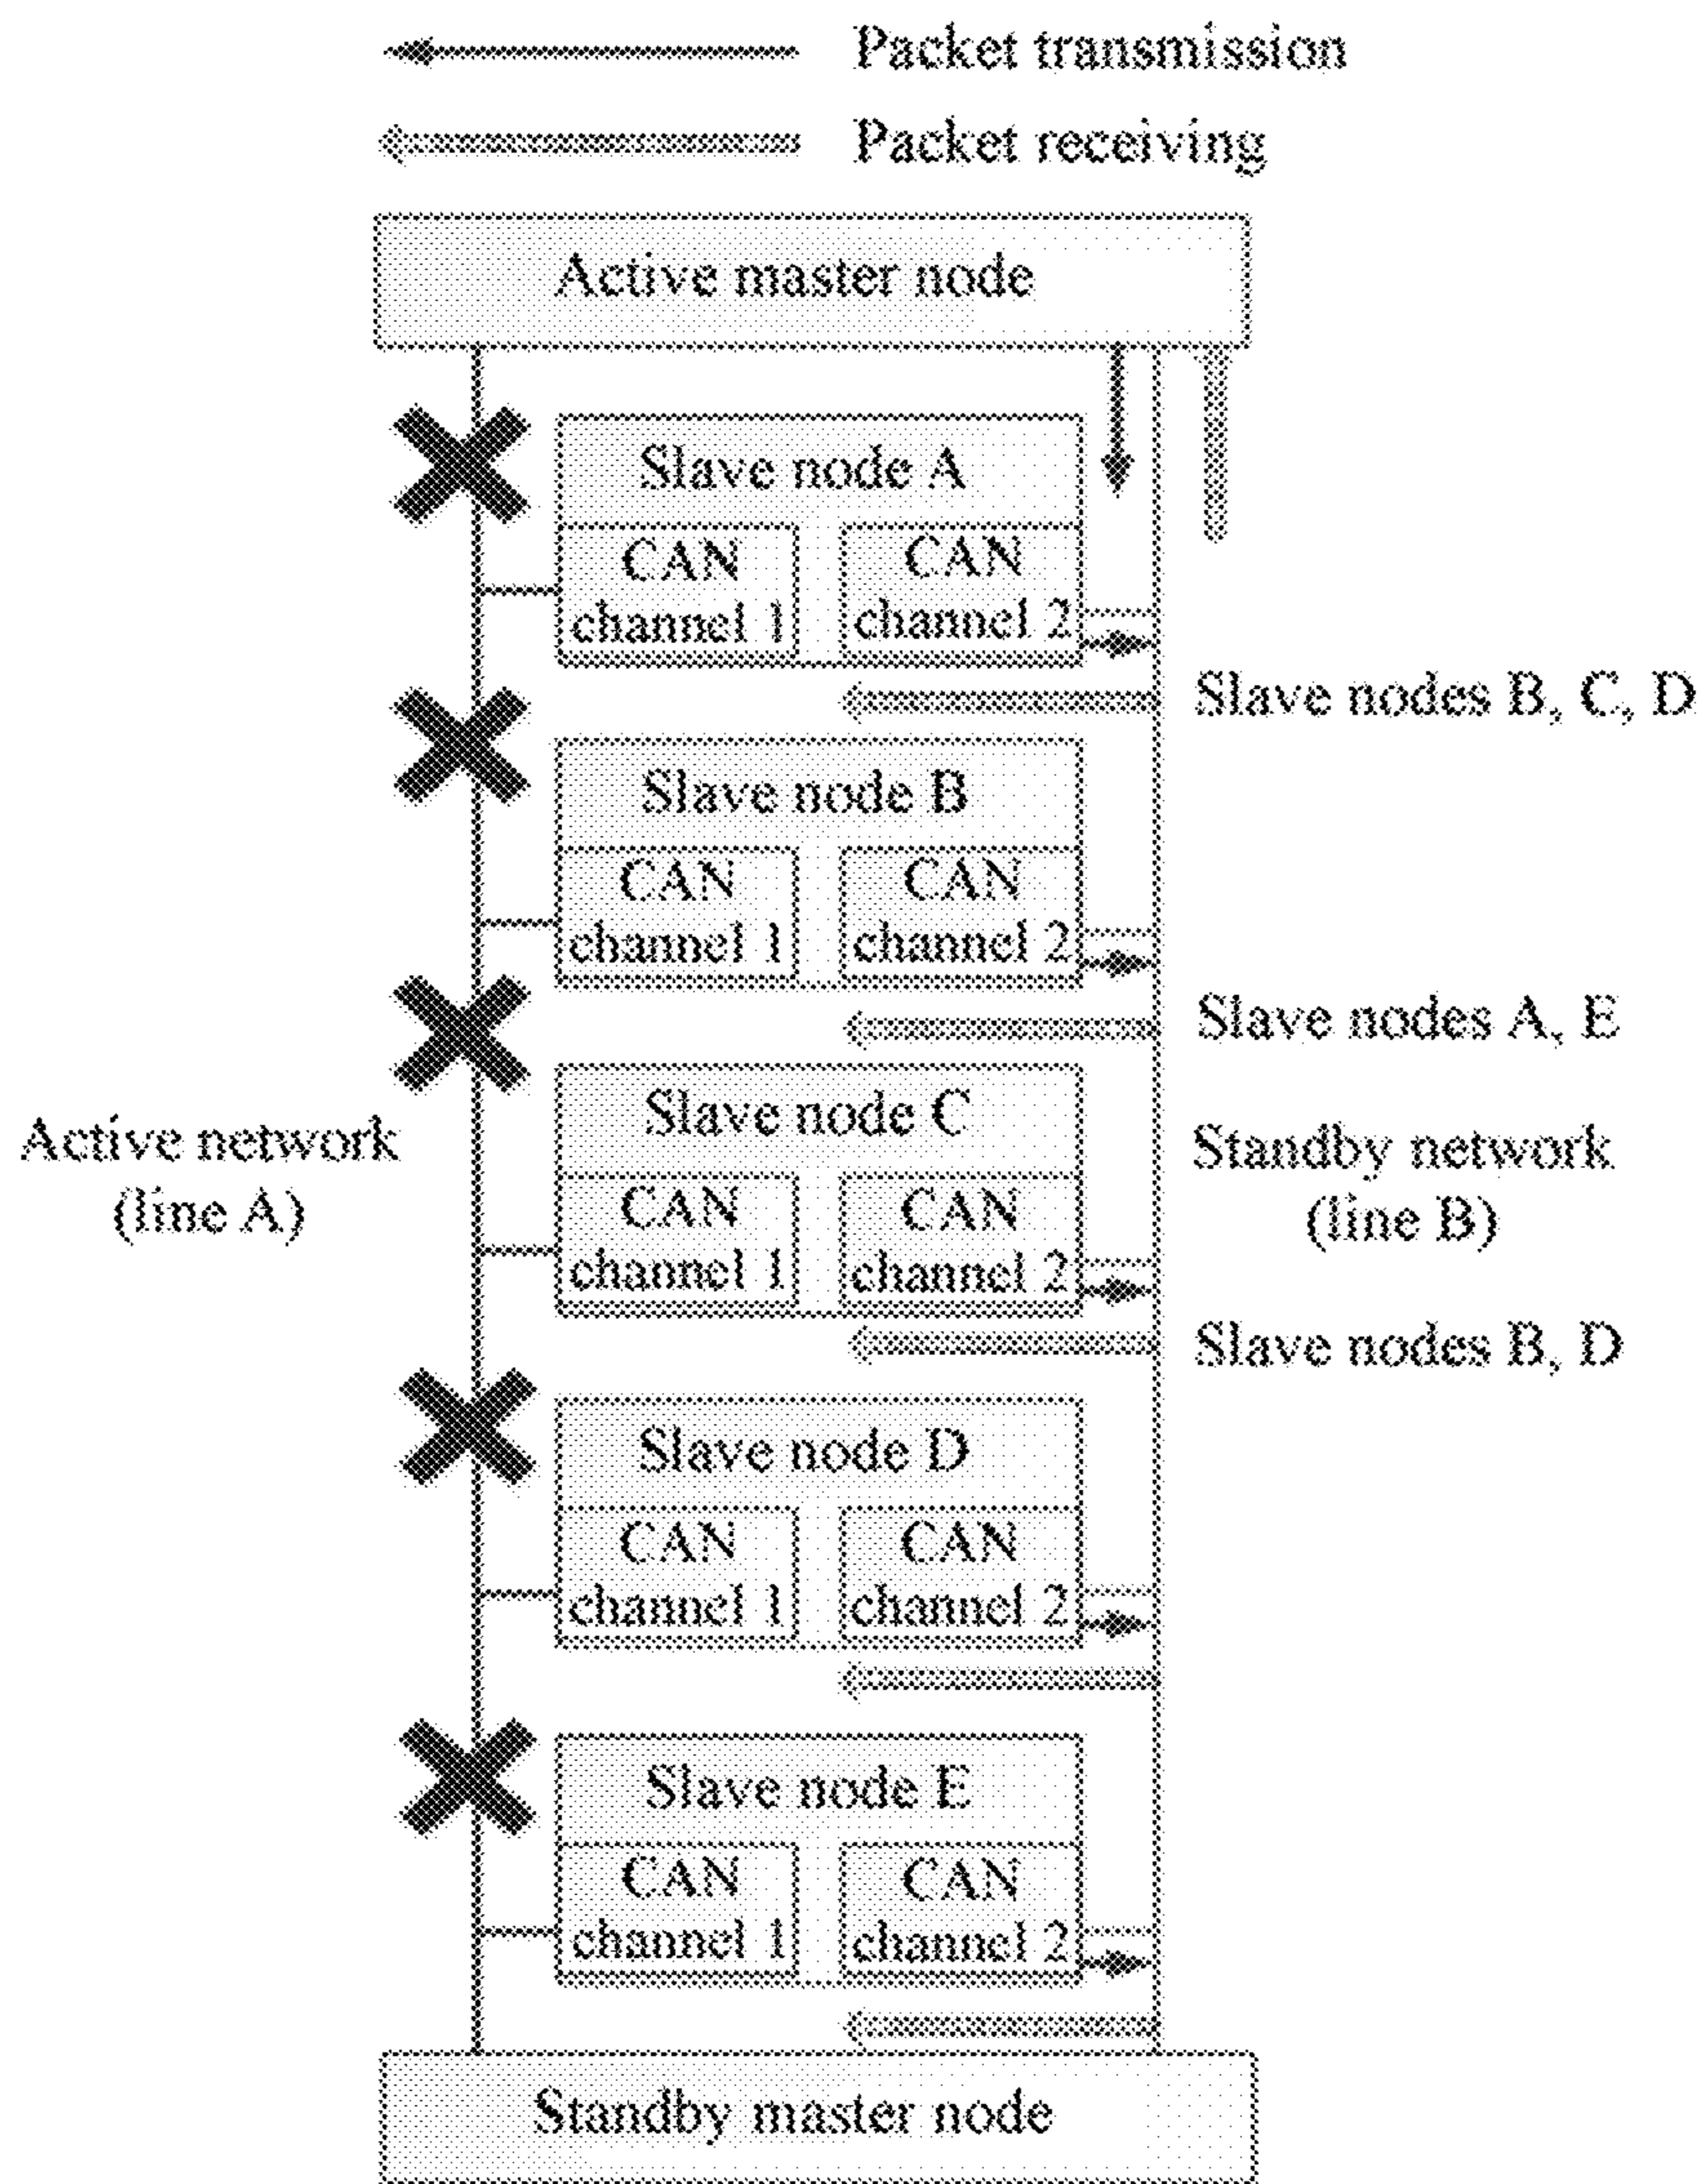 Packet transmission
Packet receiving
Active master node
Slave node A
CAN
channel 1
CAN
channel 2
Slave nodes B, C, D
Slave node B
CAN
channel 1
CAN
channel 2
Slave nodes A, E
Slave node C
CAN
channel 1
CAN
channel 2
Active network
(line A)
Standby network
(line B)
Slave nodes B, D
Slave node D
CAN
channel 1
CAN
channel 2
Slave node E
CAN
channel 1
CAN
channel 2
Standby master node